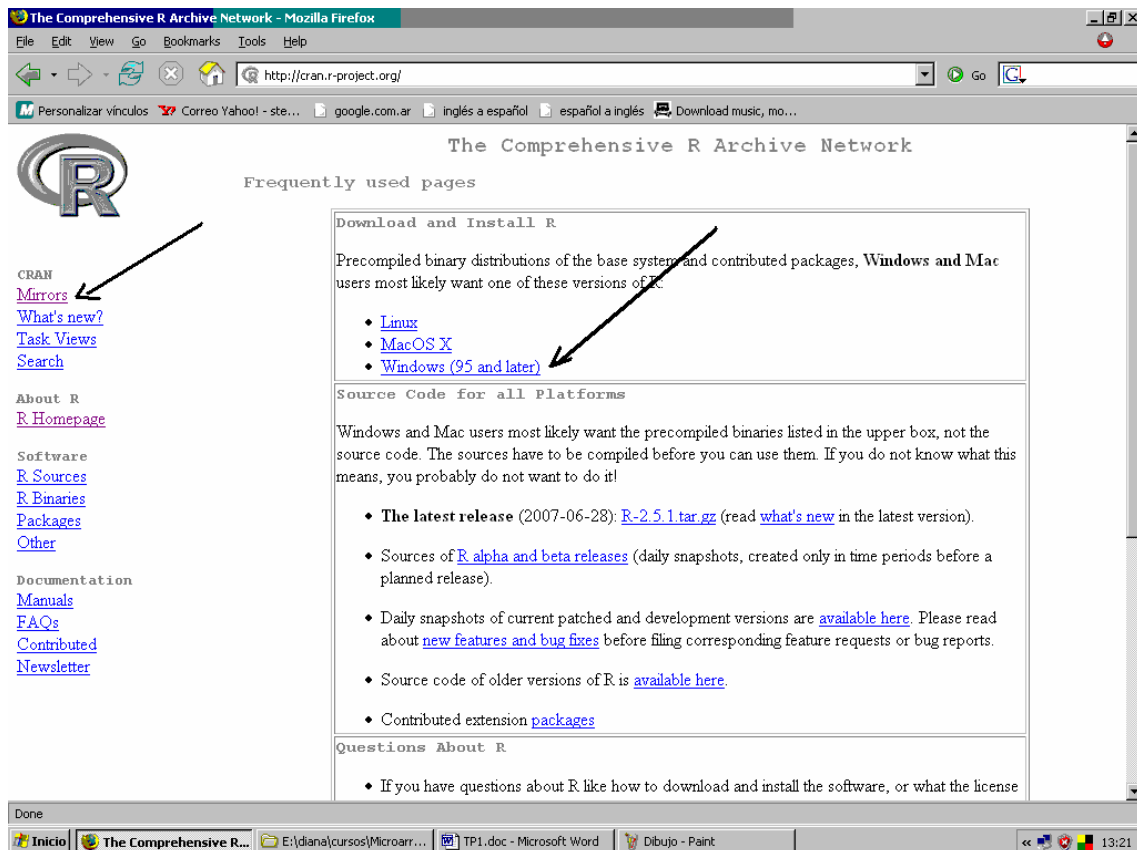 The Comprehensive R Archive Network - Mozilla Firefox
File Edit View Go Bookmarks Tools Help
http://cran.r-project.org/
Go
G
Personalizar vínculos Correo Yahoo! - ste... google.com.ar inglés a español español a inglés Download music, mo...
R
The Comprehensive R Archive Network
Frequently used pages
CRAN
Mirrors
What's new?
Task Views
Search
About R
R Homepage
Software
R Sources
R Binaries
Packages
Other
Documentation
Manuals
FAQs
Contributed
Newsletter
Download and Install R
Precompiled binary distributions of the base system and contributed packages, Windows and Mac
users most likely want one of these versions of R:
• Linux
• MacOS X
• Windows (95 and later)
Source Code for all Platforms
Windows and Mac users most likely want the precompiled binaries listed in the upper box, not the
source code. The sources have to be compiled before you can use them. If you do not know what this
means, you probably do not want to do it!
• The latest release (2007-06-28): R-2.5.1.tar.gz (read what's new in the latest version).
• Sources of R alpha and beta releases (daily snapshots, created only in time periods before a
planned release).
• Daily snapshots of current patched and development versions are available here. Please read
about new features and bug fixes before filing corresponding feature requests or bug reports.
• Source code of older versions of R is available here.
• Contributed extension packages
Questions About R
• If you have questions about R like how to download and install the software, or what the license
Done
Inicio The Comprehensive R... E:\diana\cursos\Microarr... TP1.doc - Microsoft Word Dibujo - Paint « 13:21